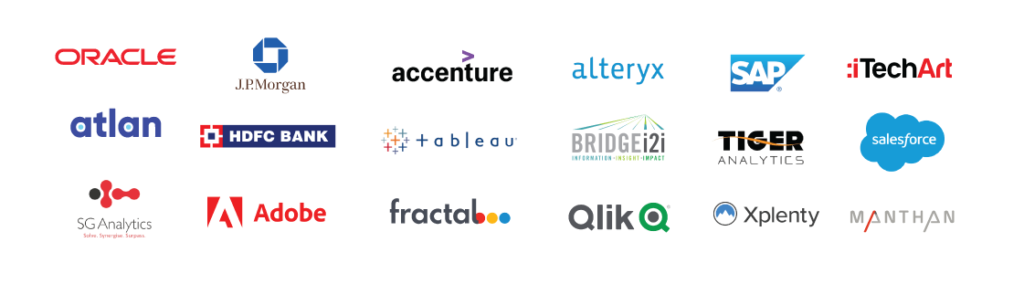 ORACLE
J.P.Morgan
accenture
alteryx
SAP
®
:iTechArt
atlan
HDFC BANK
+ableau
BRIDGEi2i
INFORMATION • INSIGHT • IMPACT
TIGER
ANALYTICS
salesforce
SG Analytics
Adobe
fractal
Qlik
Xplenty
MANTHAN